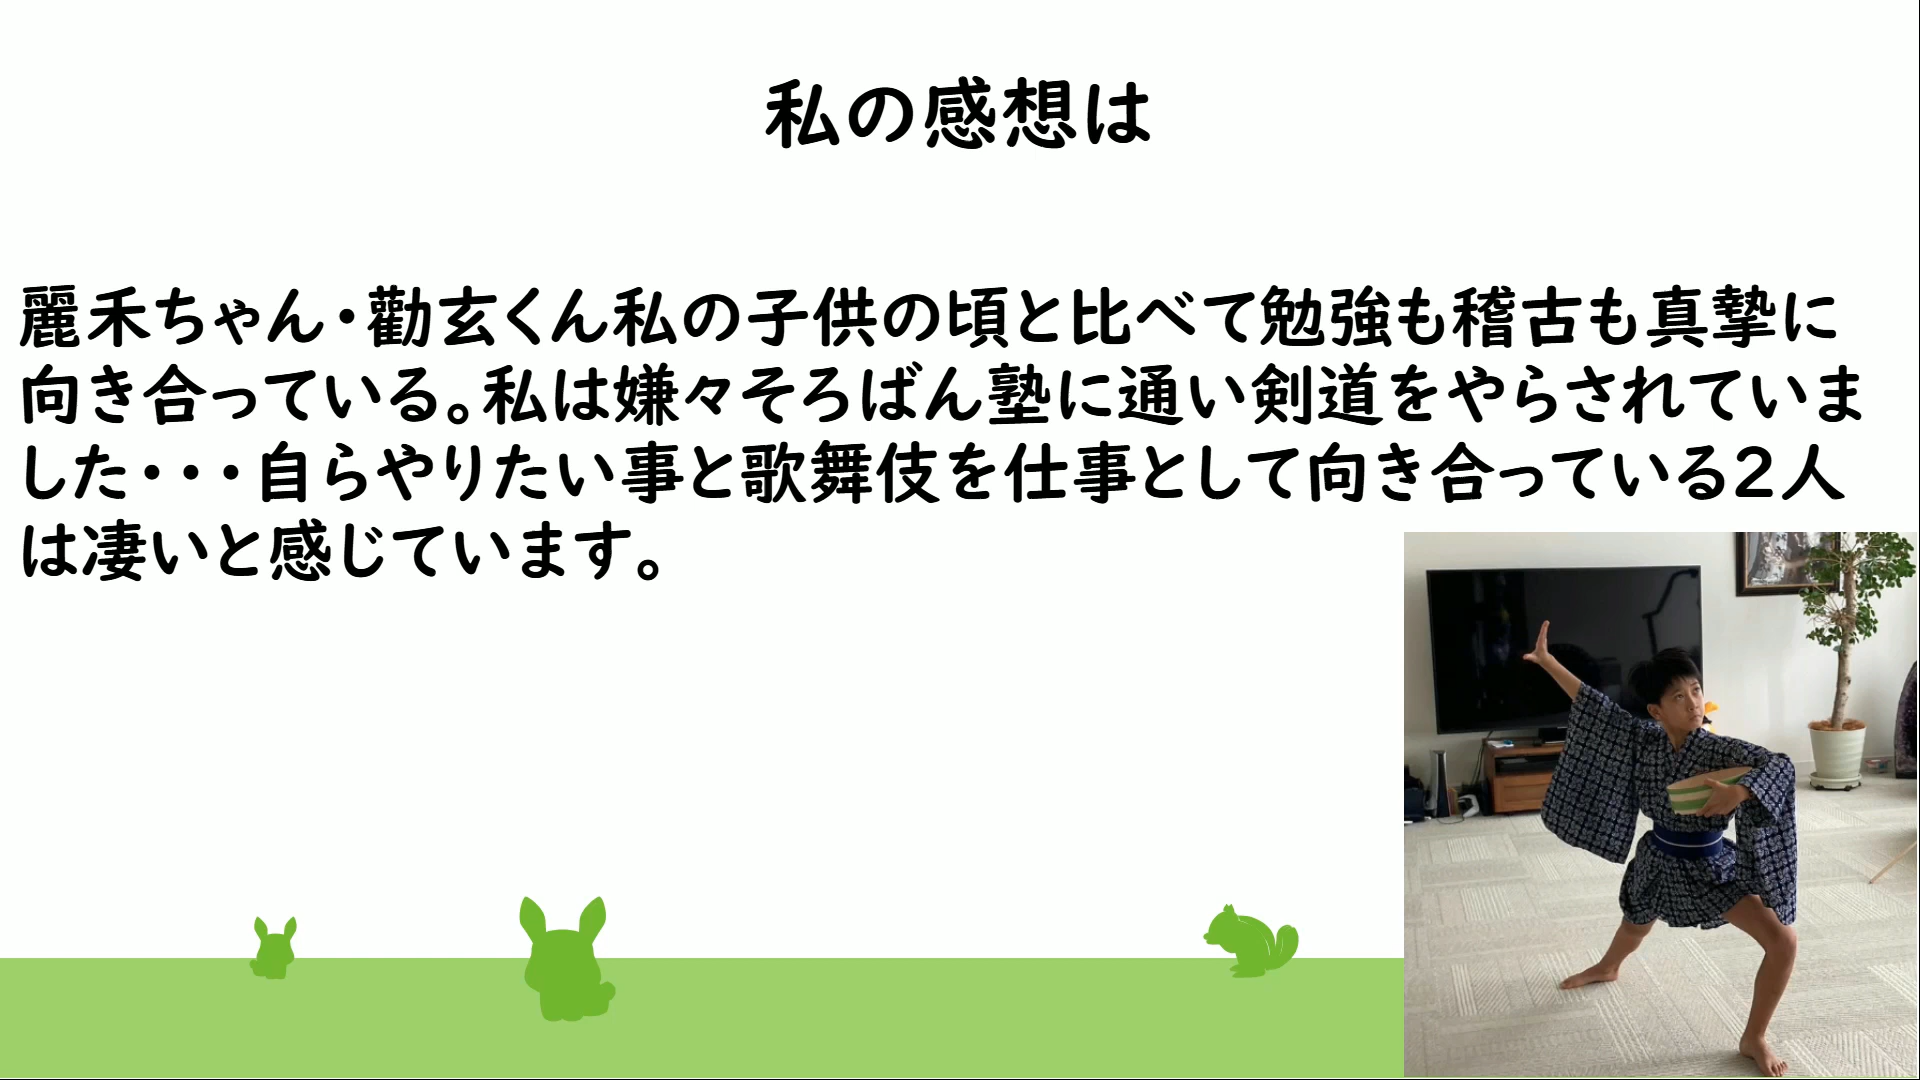 私の感想は
麗禾ちゃん・勸玄くん私の子供の頃と比べて勉強も稽古も真摯に
向き合っている。私は嫌々そろばん塾に通い剣道をやらされていま
した・・・自らやりたい事と歌舞伎を仕事として向き合っている2人
は凄いと感じています。